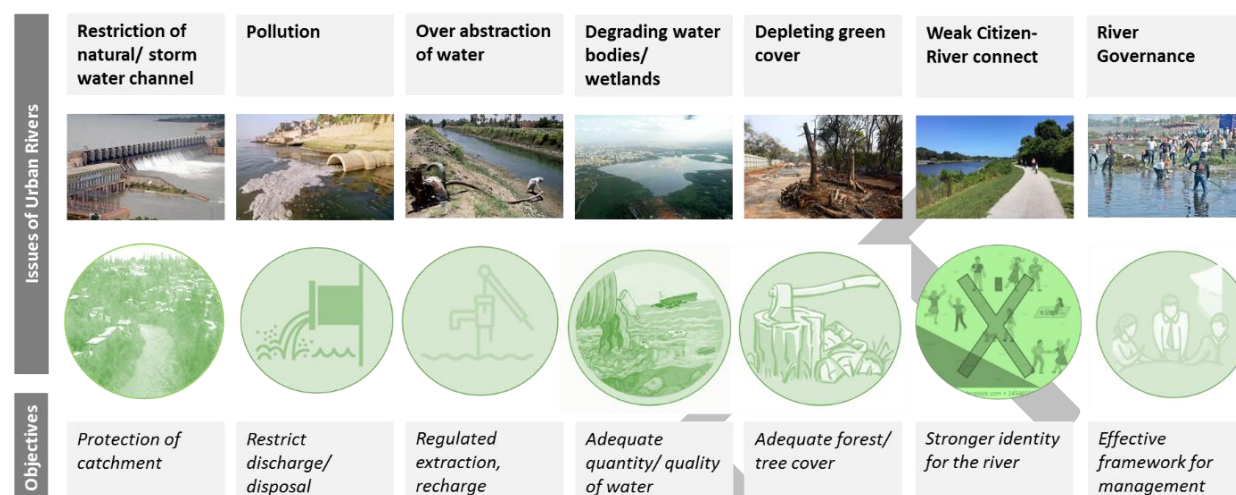 Issues of Urban Rivers
Restriction of
natural/ storm
water channel
Pollution
Over abstraction
of water
Degrading water
bodies/
wetlands
Depleting green
cover
Weak Citizen-
River connect
River
Governance
Objectives
Protection of
catchment
Restrict
discharge/
disposal
Regulated
extraction,
recharge
Adequate
quantity/ quality
of water
Adequate forest/
tree cover
Stronger identity
for the river
Effective
framework for
management